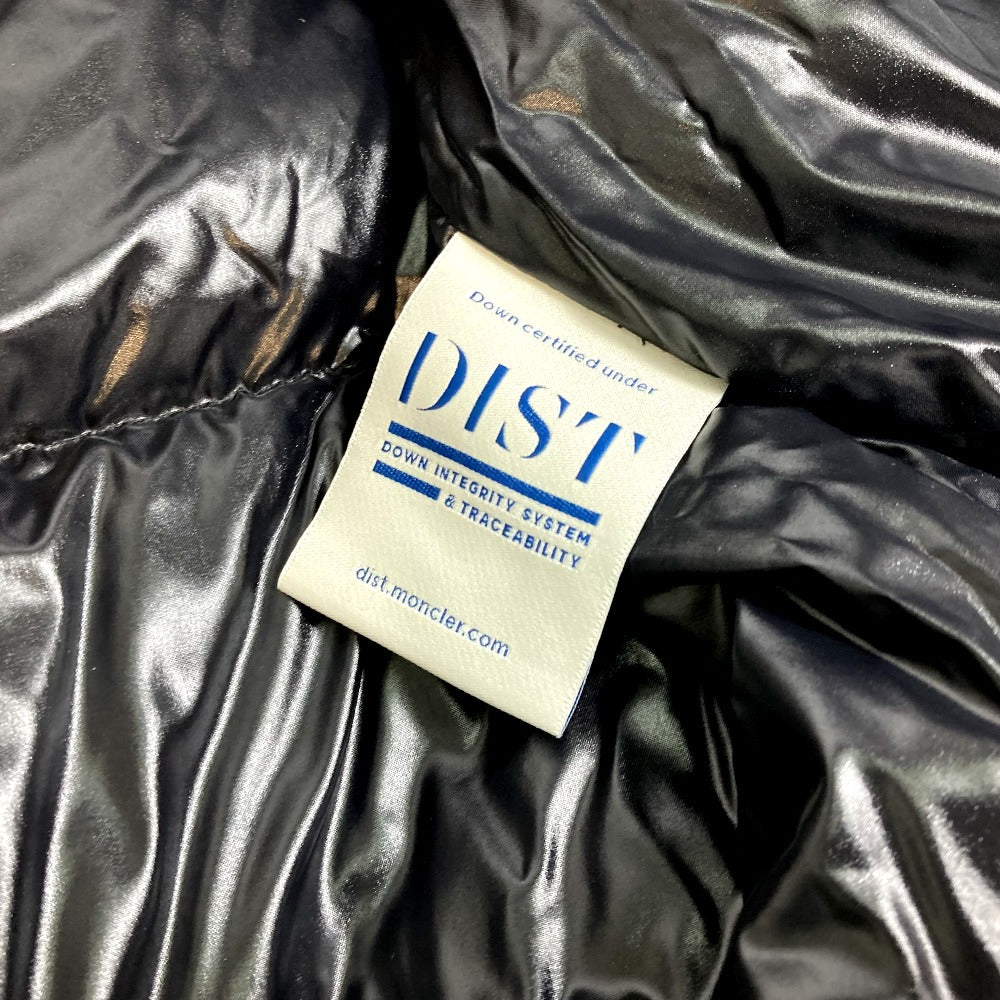 Down certified under
DIST
DOWN INTEGRITY SYSTEM
& TRACEABILITY
dist.moncler.com